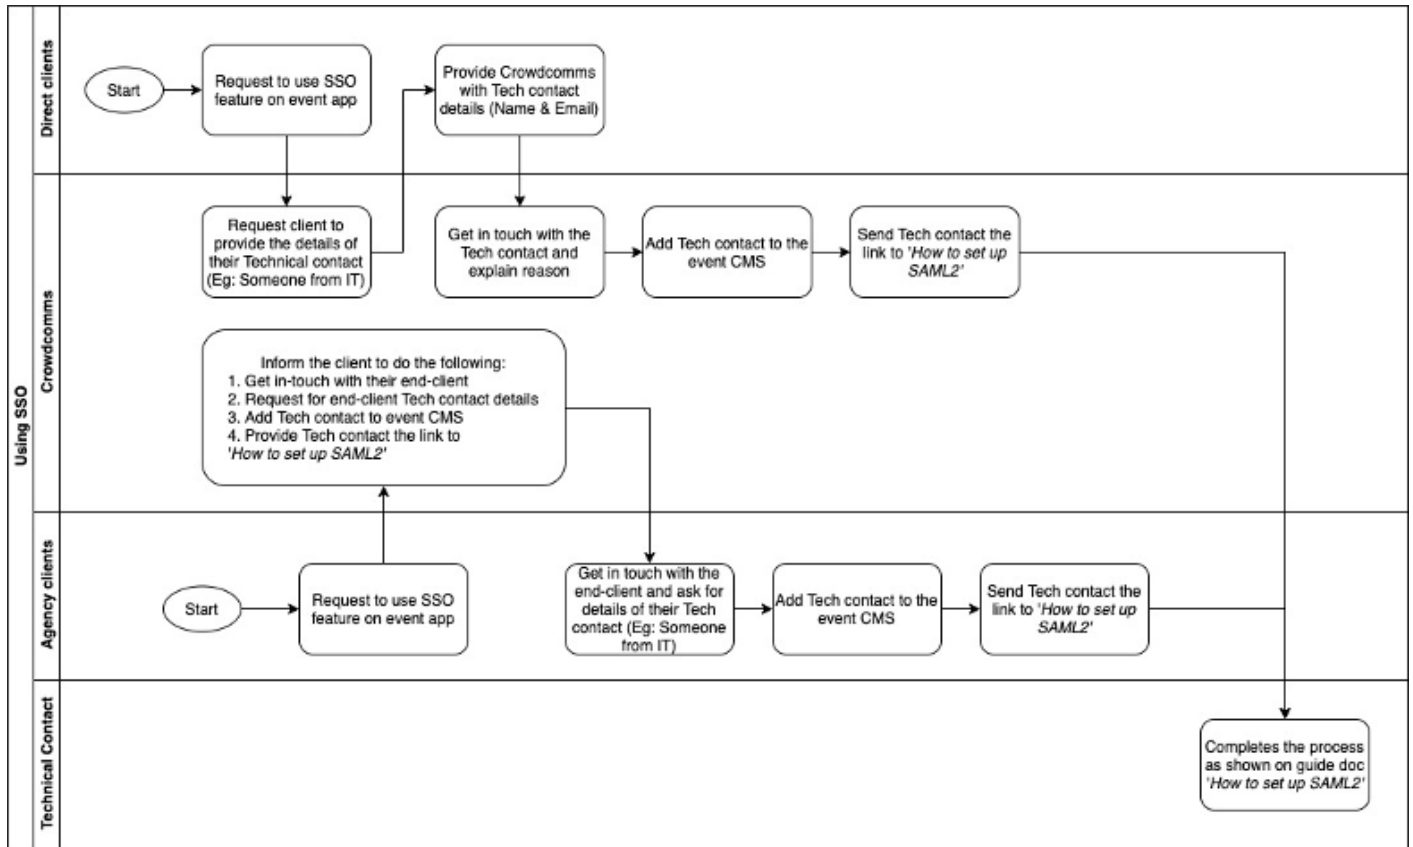 Using SSO
Direct clients
Start
Request to use SSO
feature on event app
Provide Crowdcomms
with Tech contact
details (Name & Email)
Crowdcomms
Request client to
provide the details of
their Technical contact
(Eg: Someone from IT)
Get in touch with the
Tech contact and
explain reason
Add Tech contact to the
event CMS
Send Tech contact the
link to 'How to set up
SAML2'
Inform the client to do the following:
1. Get in-touch with their end-client
2. Request for end-client Tech contact details
3. Add Tech contact to event CMS
4. Provide Tech contact the link to
'How to set up SAML2'
Agency clients
Start
Request to use SSO
feature on event app
Get in touch with the
end-client and ask for
details of their Tech
contact (Eg: Someone
from IT)
Add Tech contact to the
event CMS
Send Tech contact the
link to 'How to set up
SAML2'
Technical Contact
Completes the process
as shown on guide doc
'How to set up SAML2'